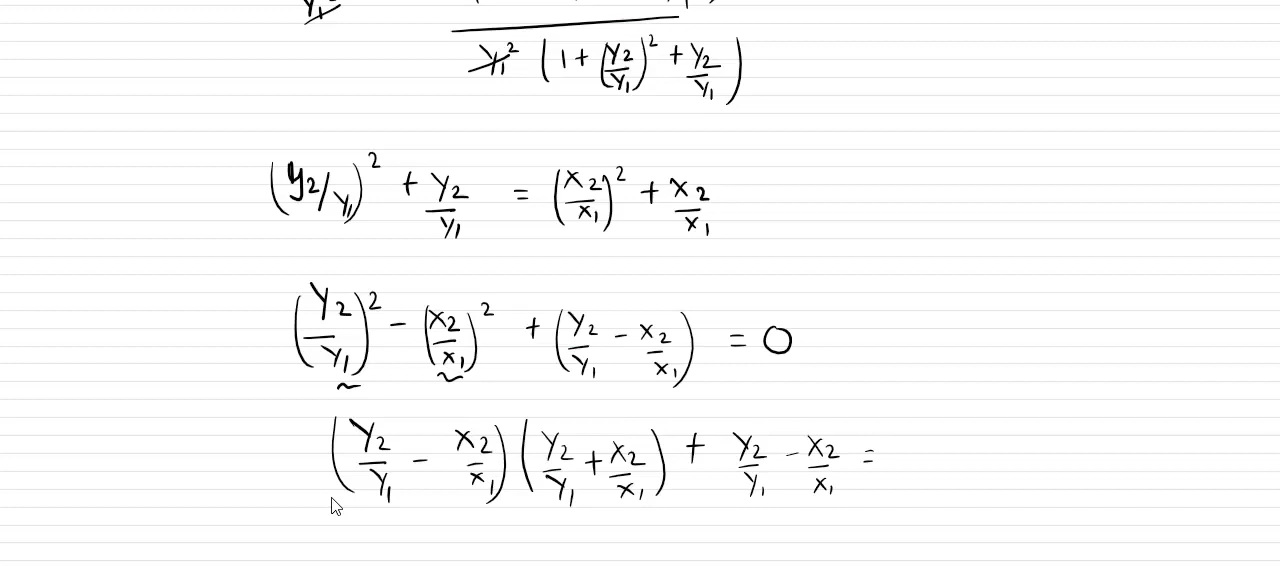 y₁²
y₁² (1 + (y₂/y₁)² + y₂/y₁)
(y₂/y₁)² + y₂/y₁ = (x₂/x₁)² + x₂/x₁
(y₂/y₁)² - (x₂/x₁)² + (y₂/y₁ - x₂/x₁) = 0
(y₂/y₁ - x₂/x₁)(y₂/y₁ + x₂/x₁) + y₂/y₁ - x₂/x₁ =